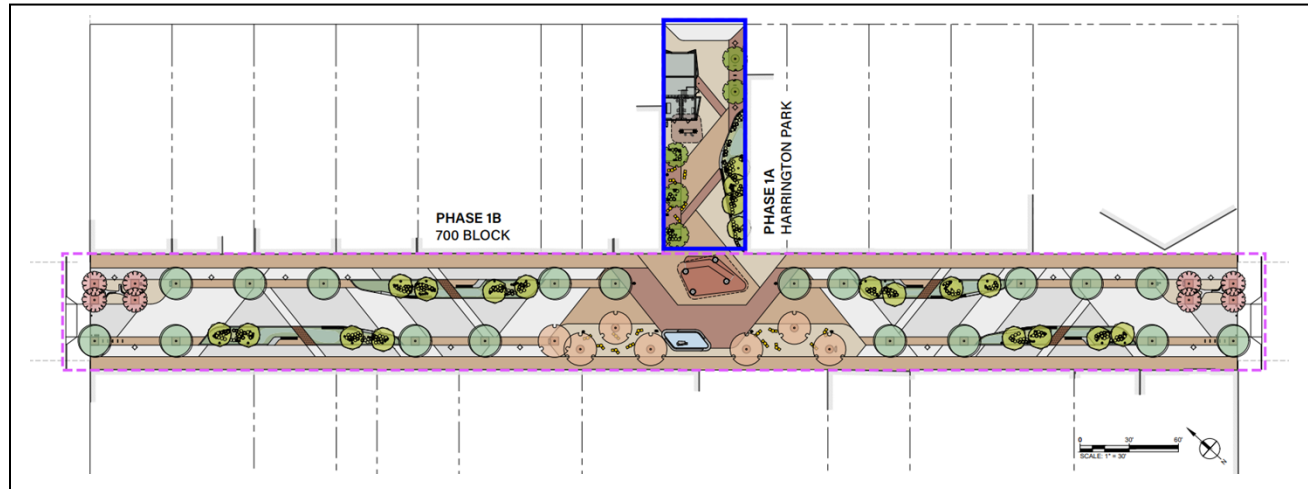 PHASE 1B
700 BLOCK
PHASE 1A
HARRINGTON PARK
0 30' 60'
SCALE: 1" = 30'
N